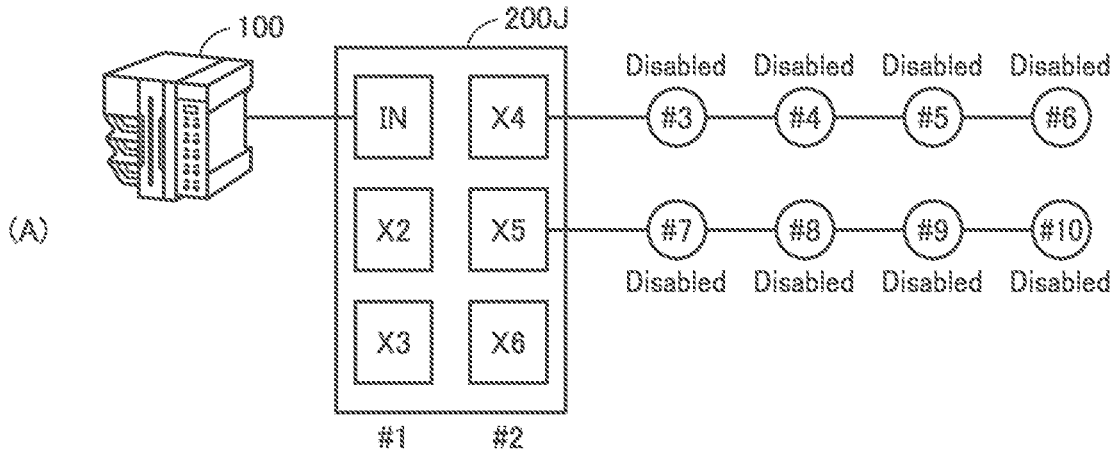 100
200J
Disabled Disabled Disabled Disabled
IN X4 #3 #4 #5 #6
(A)
X2 X5 #7 #8 #9 #10
Disabled Disabled Disabled Disabled
X3 X6
#1 #2